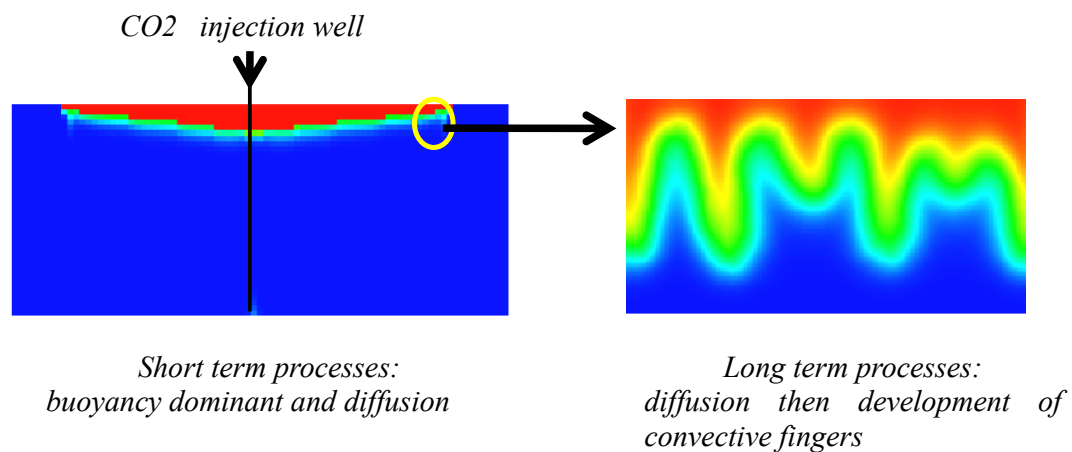 CO2 injection well
Short term processes:
buoyancy dominant and diffusion
Long term processes:
diffusion then development of
convective fingers